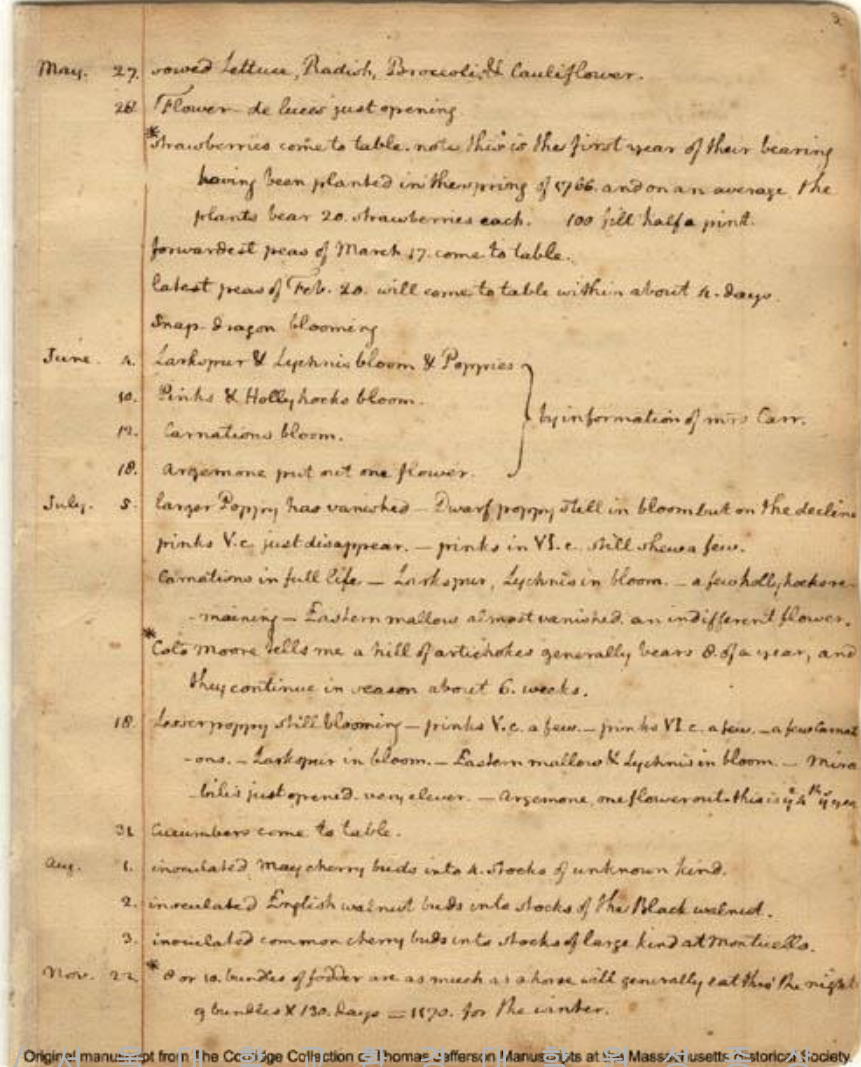 May. 27. sowed Lettuce, Radish, Broccoli, & Cauliflower.
28. Flower-de luces just opening
*strawberries come to table. note this is the first year of their bearing
having been planted in the spring of 1766. and on an average the
plants bear 20. strawberries each. 100 fill half a pint.
forwardest peas of March 17. come to table.
latest peas of Feb. 20. will come to table within about 4. days.
Snap-dragon blooming
June. 4. Larkspur & Lychnis bloom & Poppies
10. Pinks & Hollyhocks bloom.
12. Carnations bloom.
18. Argemone put out one flower.
by information of mrs Carr.
July. 5. larger Poppy has vanished - Dwarf poppy still in bloom but on the decline
pinks V.c. just disappear. - pinks in VI.c. still shew a few.
Carnations in full life - Larkspur, Lychnis in bloom. - a few hollyhocks re-
-maining - Eastern mallow almost vanished. an indifferent flower.
*Colo Moore tells me a hill of artichokes generally bears 8. of a year, and
they continue in season about 6. weeks.
18. Lesser poppy still blooming - pinks V.c. a few. - pinks VI.c. a few. - a few Carnat
-ons. - Larkspur in bloom. - Eastern mallow & Lychnis in bloom. - Mira
-bilis just opened. very clever. - Argemone, one flower out. this is ye 4th ye year
31. Cucumbers come to table.
Aug. 1. inoculated May cherry buds into 4. stocks of unknown kind.
2. inoculated English walnut buds into stocks of the Black walnut.
3. inoculated common cherry buds into stocks of large kind at Monticello.
Nov. 22. *8 or 10. bundles of fodder are as much as a horse will generally eat thro' the night
9 bundles X 130. days = 1170. for the winter.
Original manuscript from the Coolidge Collection of Thomas Jefferson Manuscripts at the Massachusetts Historical Society.